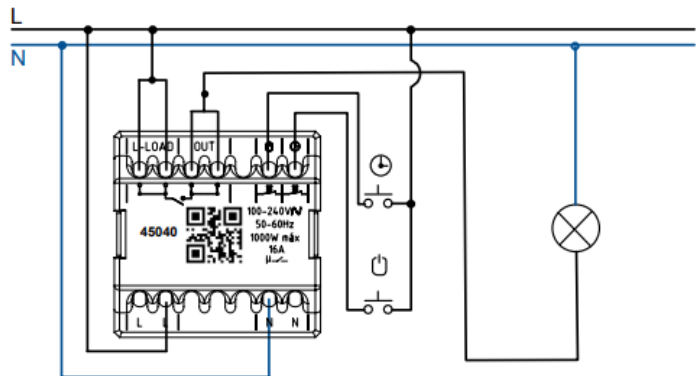 L
N
L-LOAD OUT
45040
100-240V
50-60Hz
1000W máx
16A
μ
L L N N